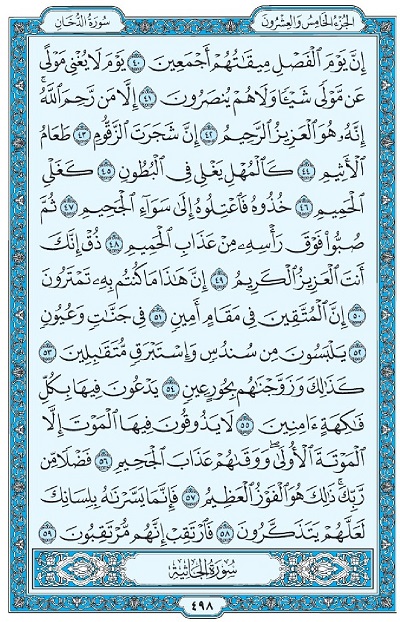 الجزء الخامس والعشرون
سورة الدخان
إِنَّ يَوْمَ الْفَصْلِ مِيقَاتُهُمْ أَجْمَعِينَ ٤٠ يَوْمَ لَا يُغْنِي مَوْلًى
عَن مَّوْلًى شَيْئًا وَلَا هُمْ يُنصَرُونَ ٤١ إِلَّا مَن رَّحِمَ اللَّهُ ۚ
إِنَّهُ هُوَ الْعَزِيزُ الرَّحِيمُ ٤٢ إِنَّ شَجَرَتَ الزَّقُّومِ ٤٣ طَعَامُ
الْأَثِيمِ ٤٤ كَالْمُهْلِ يَغْلِي فِي الْبُطُونِ ٤٥ كَغَلْيِ
الْحَمِيمِ ٤٦ خُذُوهُ فَاعْتِلُوهُ إِلَىٰ سَوَاءِ الْجَحِيمِ ٤٧ ثُمَّ
صُبُّوا فَوْقَ رَأْسِهِ مِنْ عَذَابِ الْحَمِيمِ ٤٨ ذُقْ إِنَّكَ
أَنتَ الْعَزِيزُ الْكَرِيمُ ٤٩ إِنَّ هَٰذَا مَا كُنتُم بِهِ تَمْتَرُونَ
٥٠ إِنَّ الْمُتَّقِينَ فِي مَقَامٍ أَمِينٍ ٥١ فِي جَنَّاتٍ وَعُيُونٍ
٥٢ يَلْبَسُونَ مِن سُندُسٍ وَإِسْتَبْرَقٍ مُّتَقَابِلِينَ ٥٣
كَذَٰلِكَ وَزَوَّجْنَاهُم بِحُورٍ عِينٍ ٥٤ يَدْعُونَ فِيهَا بِكُلِّ
فَاكِهَةٍ آمِنِينَ ٥٥ لَا يَذُوقُونَ فِيهَا الْمَوْتَ إِلَّا
الْمَوْتَةَ الْأُولَىٰ ۖ وَوَقَاهُمْ عَذَابَ الْجَحِيمِ ٥٦ فَضْلًا مِّن
رَّبِّكَ ۚ ذَٰلِكَ هُوَ الْفَوْزُ الْعَظِيمُ ٥٧ فَإِنَّمَا يَسَّرْنَاهُ بِلِسَانِكَ
لَعَلَّهُمْ يَتَذَكَّرُونَ ٥٨ فَارْتَقِبْ إِنَّهُم مُّرْتَقِبُونَ ٥٩
سورة الجاثية
٤٩٨